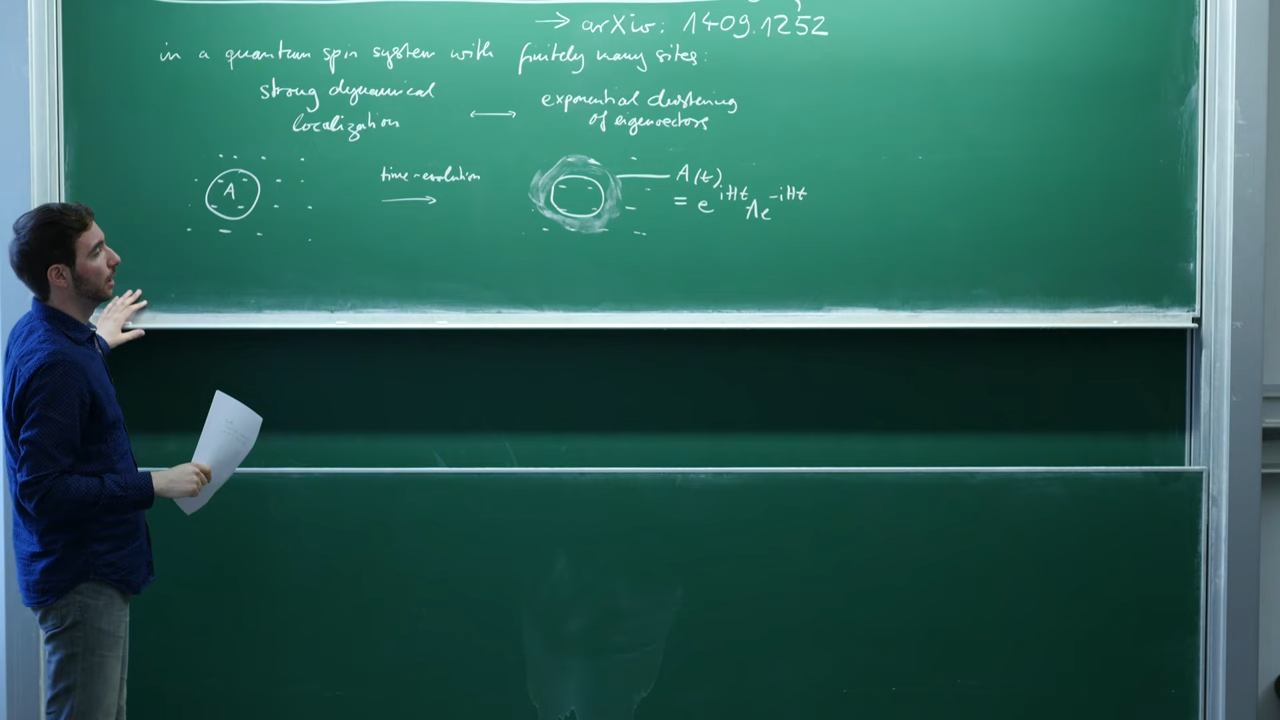 → arXiv: 1409.1252
in a quantum spin system with finitely many sites:
strong dynamical localization ⟷ exponential clustering of eigenvectors
A time-evolution → A(t)
= e^{iHt} A e^{-iHt}